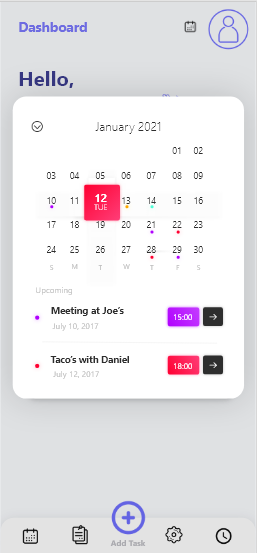 Dashboard
Hello,
January 2021
01 02
03 04 05 06 07 08 09
10 11 12 13 14 15 16
TUE
17 18 19 20 21 22 23
24 25 26 27 28 29 30
S M T W T F S
Upcoming
Meeting at Joe's 15:00
July 10, 2017
Taco's with Daniel 18:00
July 12, 2017
Add Task